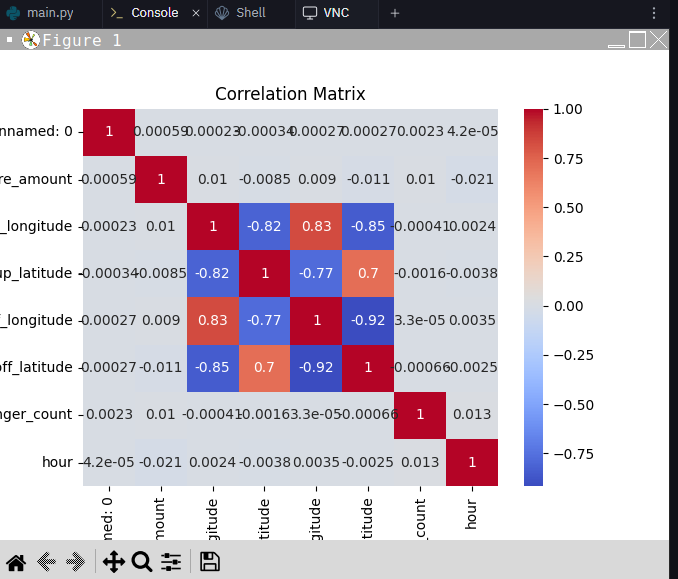 main.py Console × Shell VNC +
Figure 1
Correlation Matrix
nnamed: 0 1 0.00059 0.00023 -0.00034 0.00027 0.00027 0.0023 4.2e-05
re_amount -0.00059 1 0.01 -0.0085 0.009 -0.011 0.01 -0.021
_longitude -0.00023 0.01 1 -0.82 0.83 -0.85 -0.00041 0.0024
up_latitude -0.00034 -0.0085 -0.82 1 -0.77 0.7 -0.0016 -0.0038
f_longitude -0.00027 0.009 0.83 -0.77 1 -0.92 3.3e-05 0.0035
off_latitude -0.00027 -0.011 -0.85 0.7 -0.92 1 -0.00066 -0.0025
nger_count 0.0023 0.01 -0.00041 -0.0016 3.3e-05 -0.00066 1 0.013
hour -4.2e-05 -0.021 0.0024 -0.0038 0.0035 -0.0025 0.013 1
med: 0
mount
gitude
titude
gitude
titude
_count
hour
1.00
0.75
0.50
0.25
0.00
−0.25
−0.50
−0.75